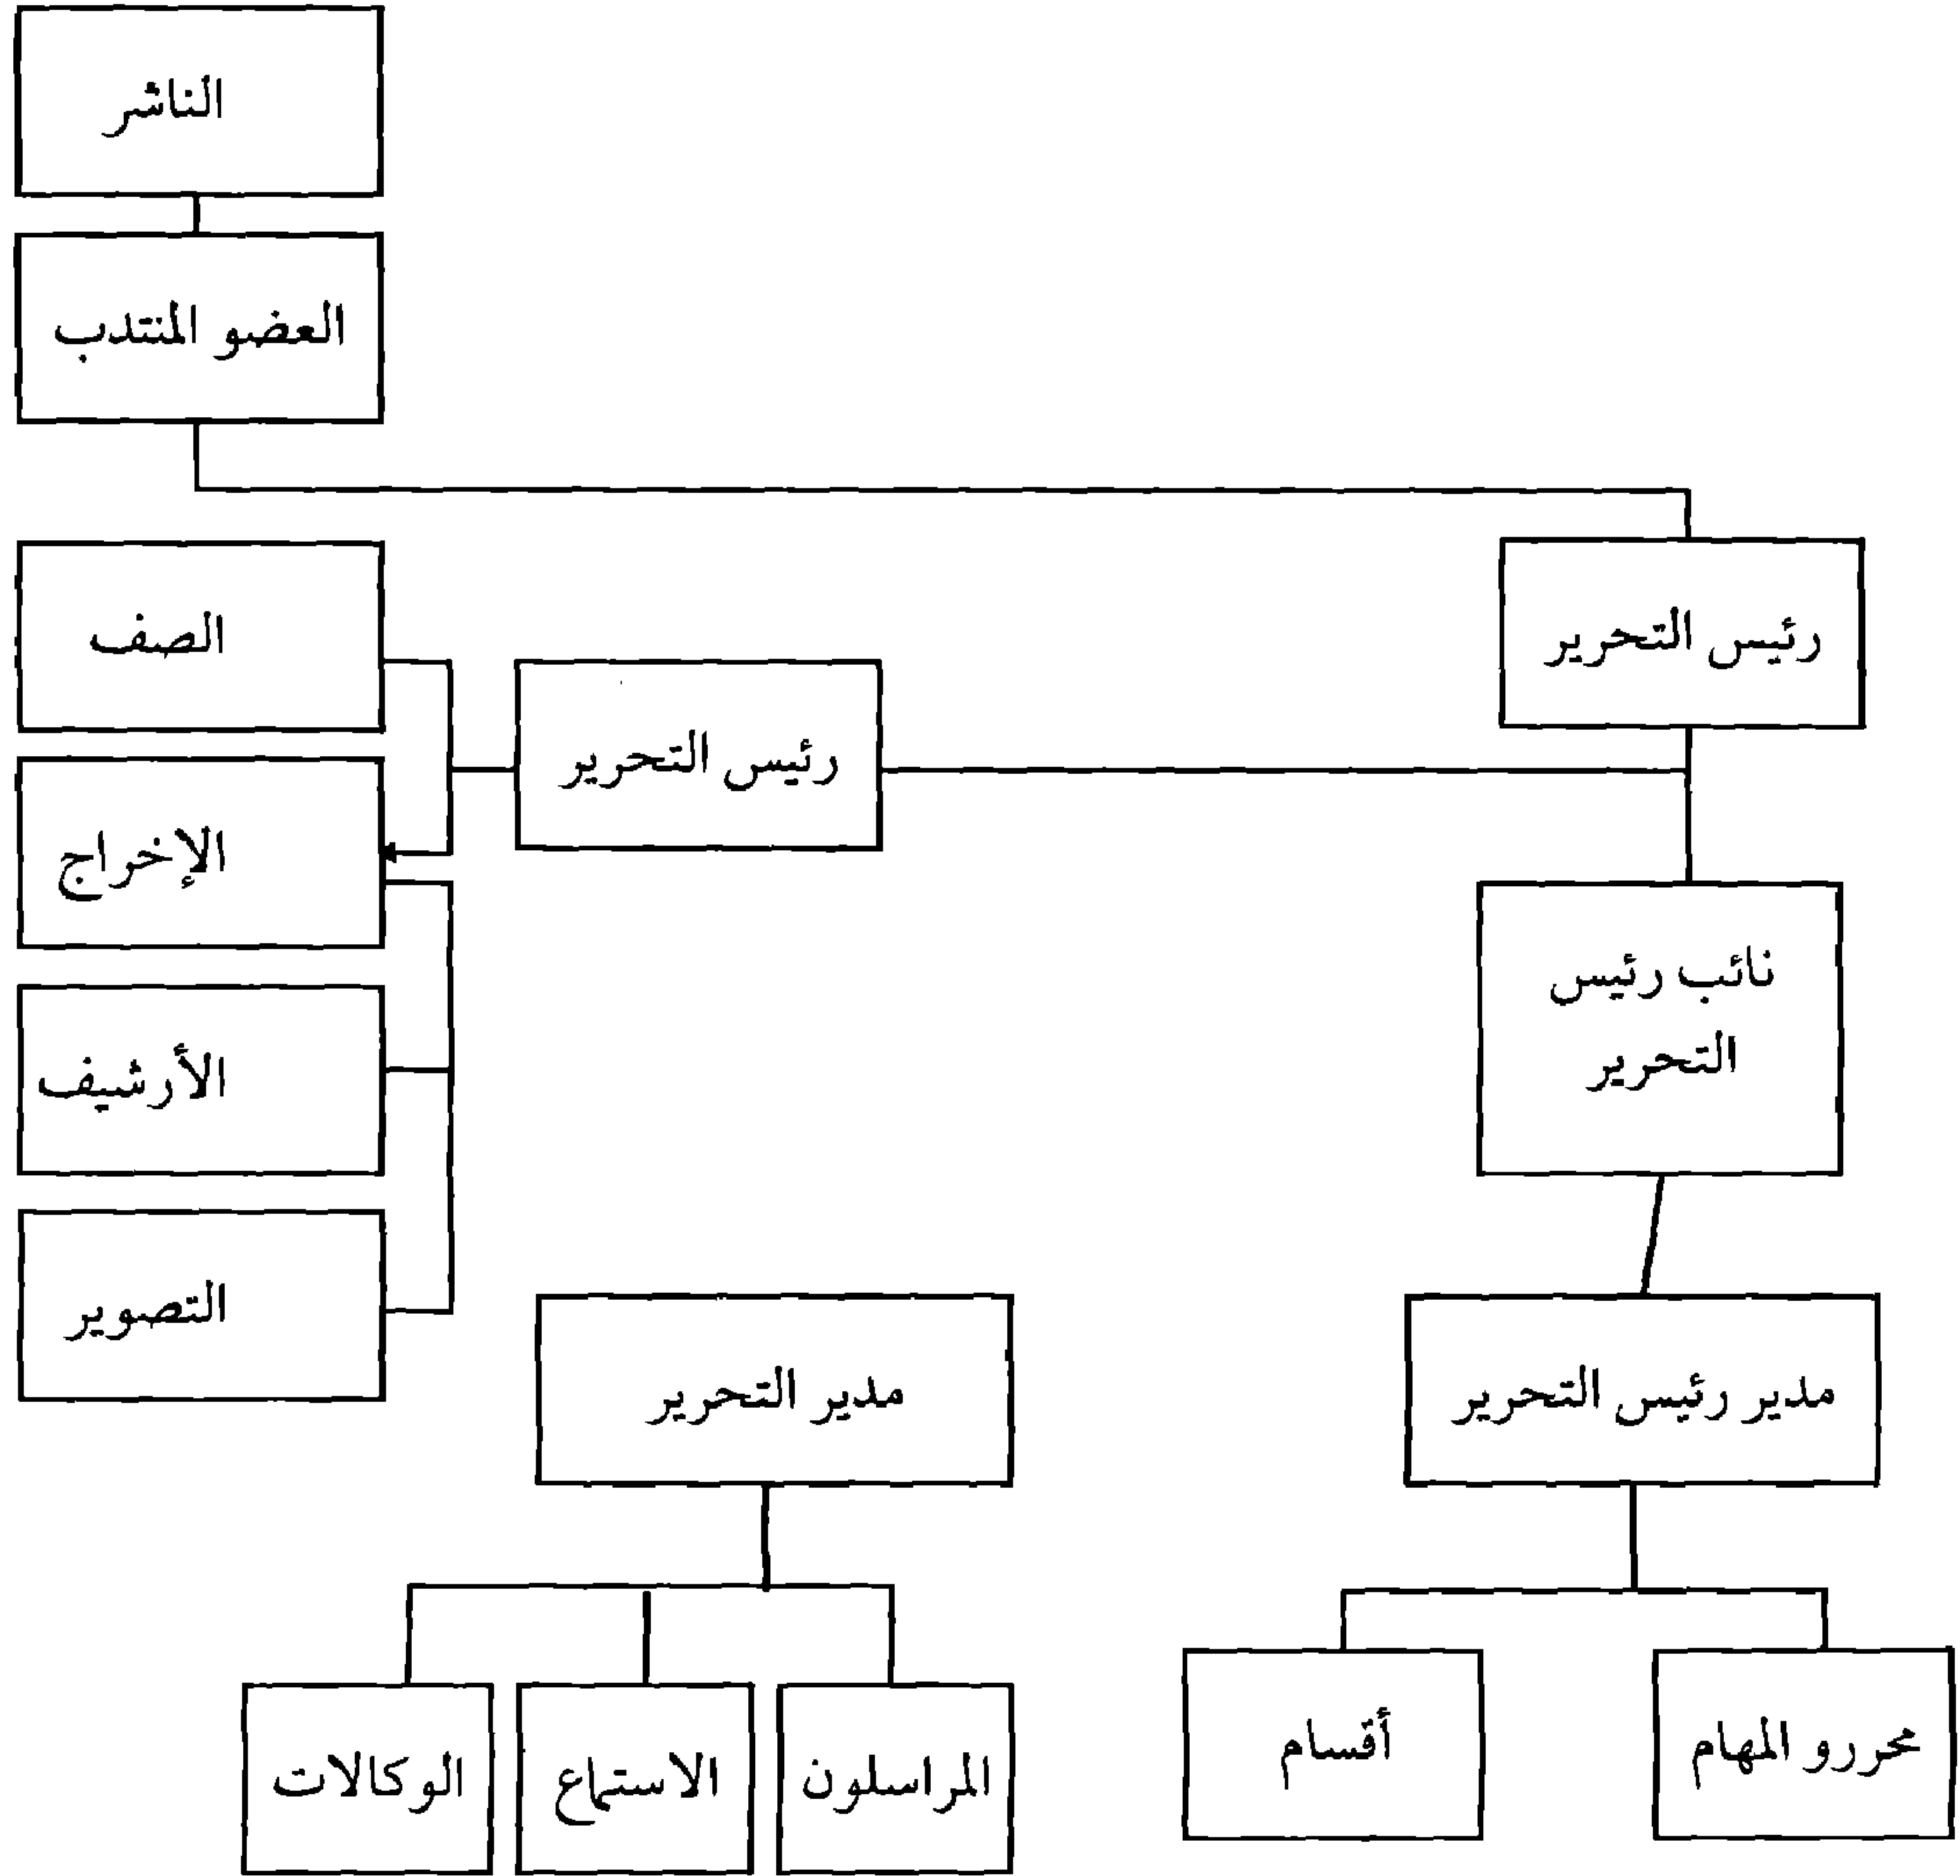 الناشر
العضو المنتدب
رئيس التحرير
الصف
رئيس التحرير
الإخراج
نائب رئيس
التحرير
الأرشيف
التصوير
مدير رئيس التحرير
مدير التحرير
محررو المهام
أقسام
المراسلون
الاستماع
الوكالات